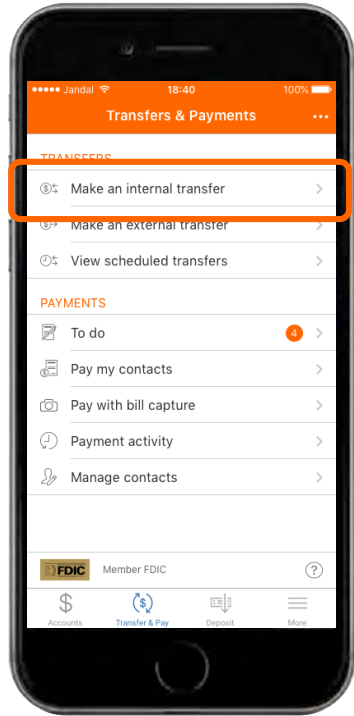 Jandal 18:40 100%
Transfers & Payments
TRANSFERS
Make an internal transfer
Make an external transfer
View scheduled transfers
PAYMENTS
To do 4
Pay my contacts
Pay with bill capture
Payment activity
Manage contacts
FDIC Member FDIC ?
Accounts Transfer & Pay Deposit More